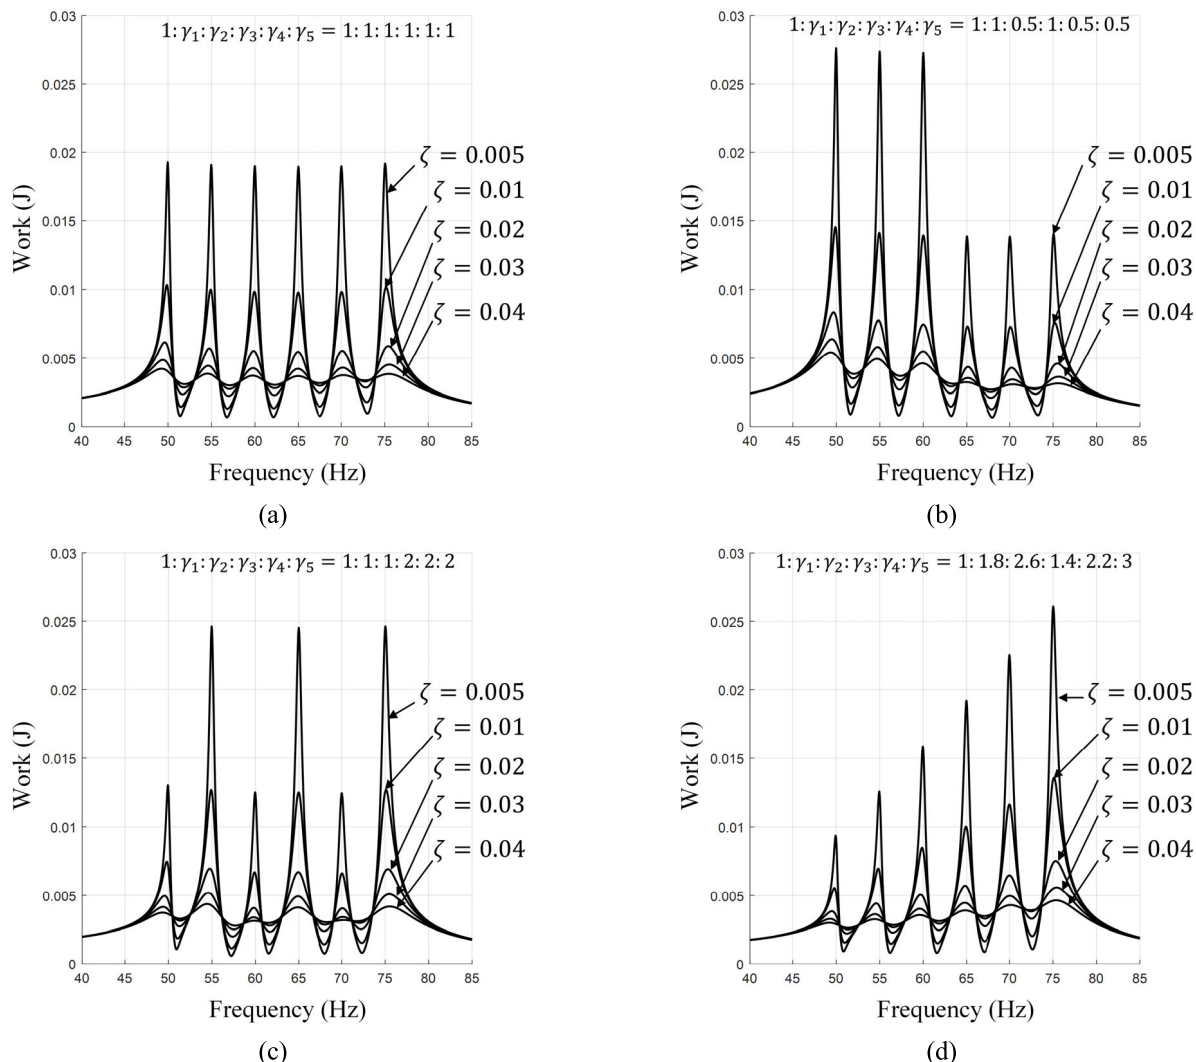 1: γ₁: γ₂: γ₃: γ₄: γ₅ = 1: 1: 1: 1: 1: 1
0.03
0.025
0.02
0.015
0.01
0.005
0
Work (J)
ζ = 0.005
ζ = 0.01
ζ = 0.02
ζ = 0.03
ζ = 0.04
40 45 50 55 60 65 70 75 80 85
Frequency (Hz)
(a)
1: γ₁: γ₂: γ₃: γ₄: γ₅ = 1: 1: 0.5: 1: 0.5: 0.5
0.03
0.025
0.02
0.015
0.01
0.005
0
Work (J)
ζ = 0.005
ζ = 0.01
ζ = 0.02
ζ = 0.03
ζ = 0.04
40 45 50 55 60 65 70 75 80 85
Frequency (Hz)
(b)
1: γ₁: γ₂: γ₃: γ₄: γ₅ = 1: 1: 1: 2: 2: 2
0.03
0.025
0.02
0.015
0.01
0.005
0
Work (J)
ζ = 0.005
ζ = 0.01
ζ = 0.02
ζ = 0.03
ζ = 0.04
40 45 50 55 60 65 70 75 80 85
Frequency (Hz)
(c)
1: γ₁: γ₂: γ₃: γ₄: γ₅ = 1: 1.8: 2.6: 1.4: 2.2: 3
0.03
0.025
0.02
0.015
0.01
0.005
0
Work (J)
ζ = 0.005
ζ = 0.01
ζ = 0.02
ζ = 0.03
ζ = 0.04
40 45 50 55 60 65 70 75 80 85
Frequency (Hz)
(d)